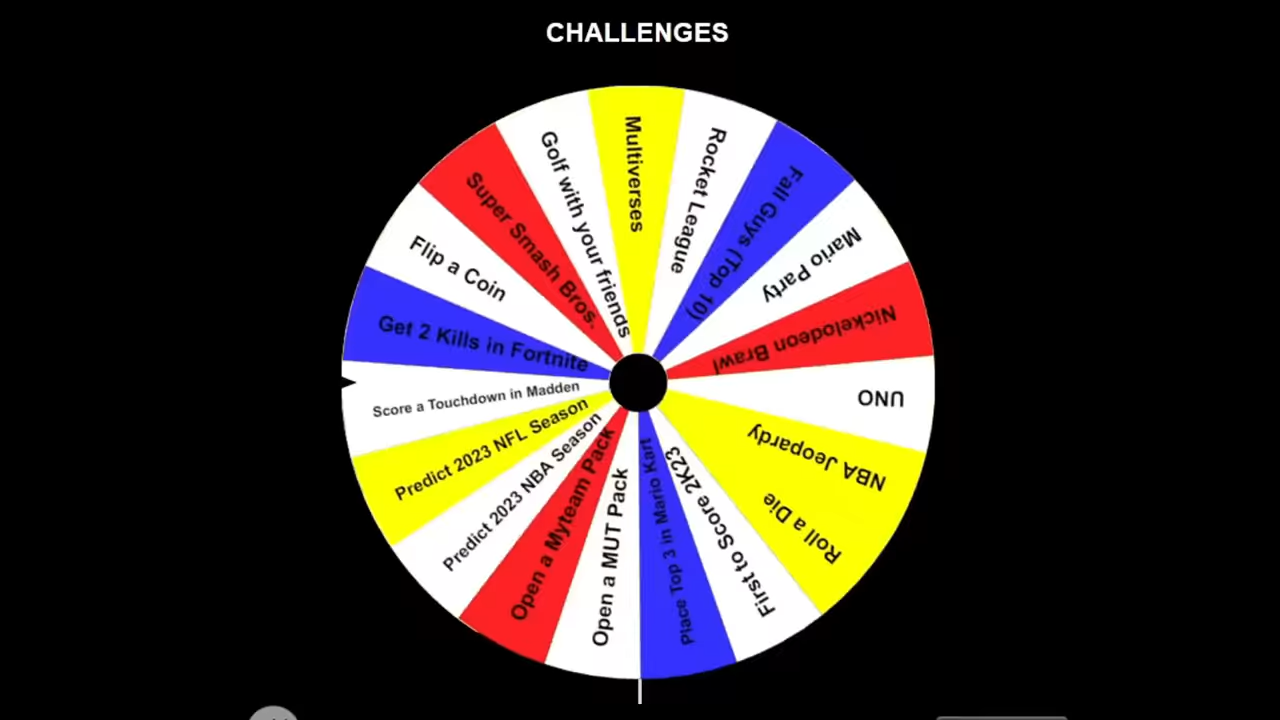 CHALLENGES
Multiverses
Rocket League
Fall Guys (Top 10)
Mario Party
Nickelodeon Brawl
UNO
NBA Jeopardy
Roll a Die
First to Score 2K23
Place Top 3 in Mario Kart
Open a MUT Pack
Open a Myteam Pack
Predict 2023 NBA Season
Predict 2023 NFL Season
Score a Touchdown in Madden
Get 2 Kills in Fortnite
Flip a Coin
Super Smash Bros.
Golf with your friends